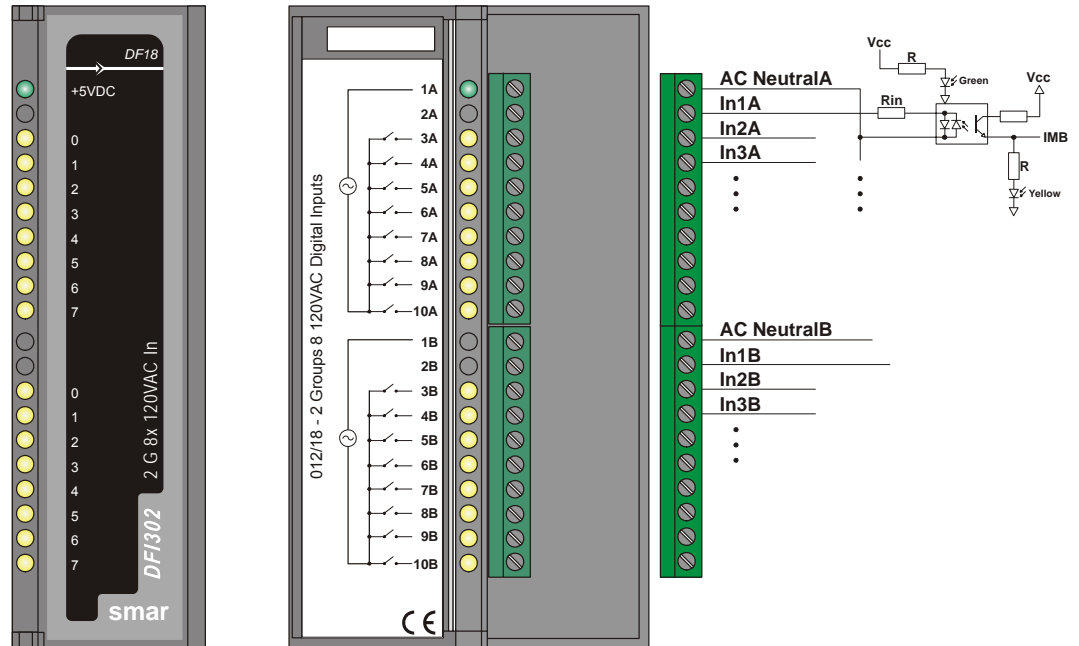 DF18
+5VDC
0
1
2
3
4
5
6
7
0
1
2
3
4
5
6
7
2 G 8x 120VAC In
DFI302
smar
012/18 - 2 Groups 8 120VAC Digital Inputs
1A
2A
3A
4A
5A
6A
7A
8A
9A
10A
1B
2B
3B
4B
5B
6B
7B
8B
9B
10B
CE
AC NeutralA
In1A
In2A
In3A
AC NeutralB
In1B
In2B
In3B
Vcc
R
Green
Vcc
Rin
IMB
R
Yellow